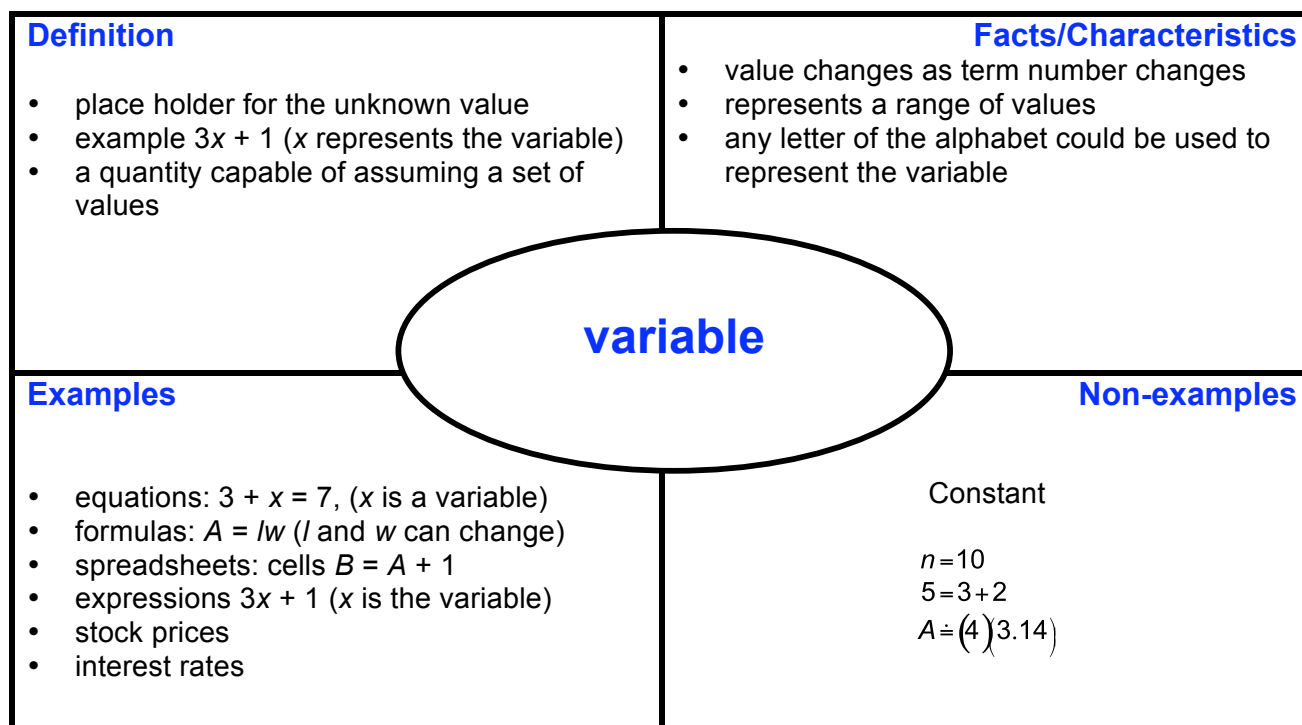 Definition
• place holder for the unknown value
• example 3x + 1 (x represents the variable)
• a quantity capable of assuming a set of
values
Facts/Characteristics
• value changes as term number changes
• represents a range of values
• any letter of the alphabet could be used to
represent the variable
variable
Examples
• equations: 3 + x = 7, (x is a variable)
• formulas: A = lw (l and w can change)
• spreadsheets: cells B = A + 1
• expressions 3x + 1 (x is the variable)
• stock prices
• interest rates
Non-examples
Constant
n=10
5=3+2
A≐(4)(3.14)